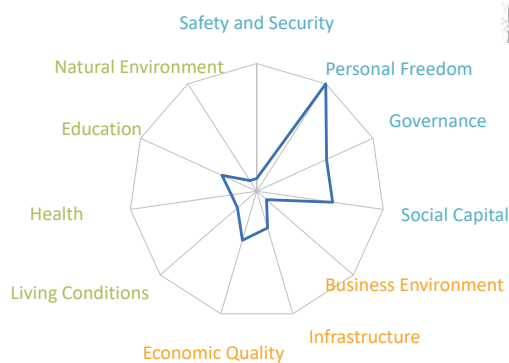 Safety and Security
Natural Environment
Personal Freedom
Education
Governance
Health
Social Capital
Living Conditions
Business Environment
Infrastructure
Economic Quality